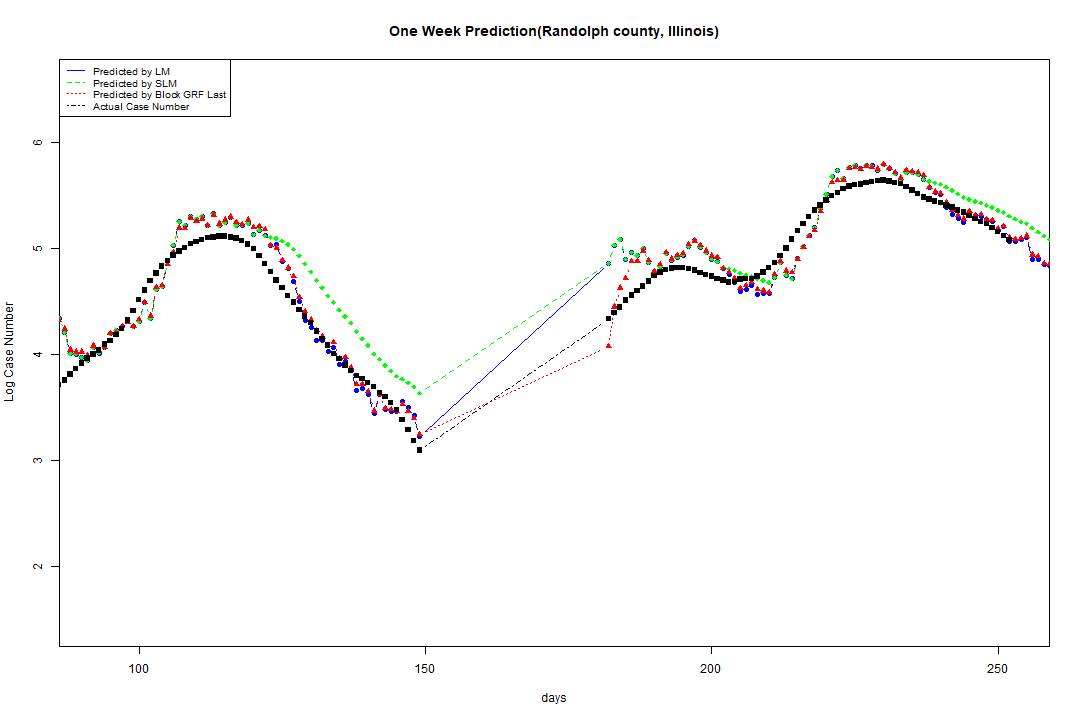 One Week Prediction(Randolph county, Illinois)
Predicted by LM
Predicted by SLM
Predicted by Block GRF Last
Actual Case Number
6
5
4
3
2
Log Case Number
100 150 200 250
days